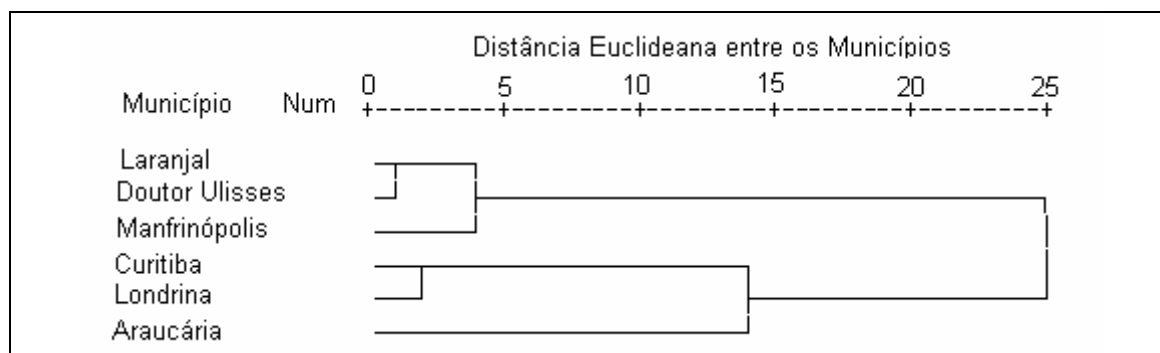 Distância Euclideana entre os Municípios
0 5 10 15 20 25
Município Num +---------+---------+---------+---------+---------+
Laranjal
Doutor Ulisses
Manfrinópolis
Curitiba
Londrina
Araucária